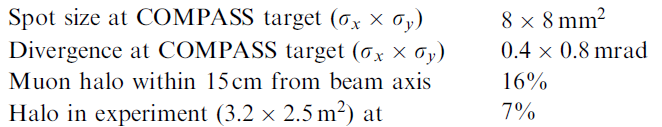 Spot size at COMPASS target (σx × σy) 8 × 8 mm²
Divergence at COMPASS target (σx × σy) 0.4 × 0.8 mrad
Muon halo within 15 cm from beam axis 16%
Halo in experiment (3.2 × 2.5 m²) at 7%